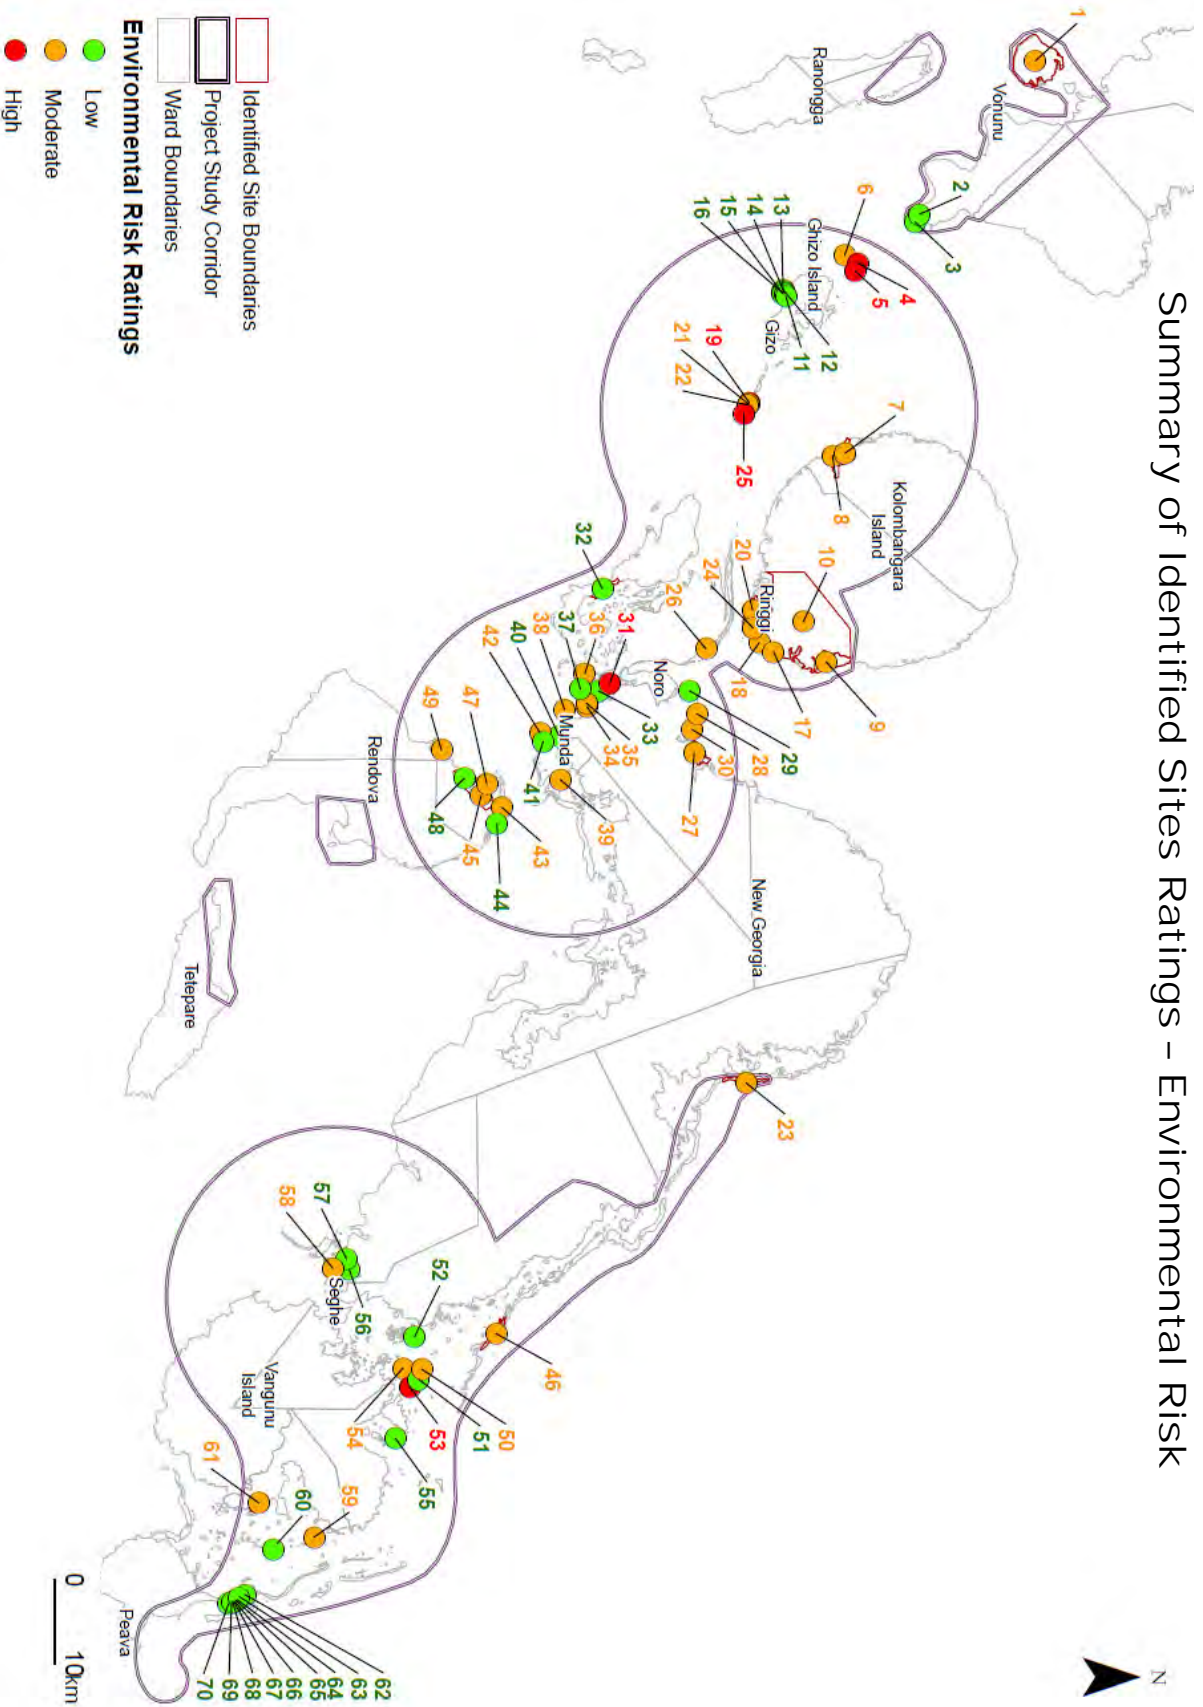 Summary of Identified Sites Ratings – Environmental Risk
N
1
Vonunu
2
3
Ranongga
6
4
5
13
14
15
16
Ghizo Island
12
11
Gizo
19
21
22
25
7
8
Kolombangara
Island
10
20
24
Ringgi
26
18
17
9
32
31
36
37
38
40
42
Noro
33
35
34
Munda
29
28
30
27
41
39
47
49
48
45
43
44
Rendova
New Georgia
Tetepare
23
57
58
56
Seghe
52
46
50
51
53
54
55
Vangunu
Island
61
60
59
62
63
64
65
66
67
68
69
70
Peava
Identified Site Boundaries
Project Study Corridor
Ward Boundaries
Environmental Risk Ratings
Low
Moderate
High
0 10km